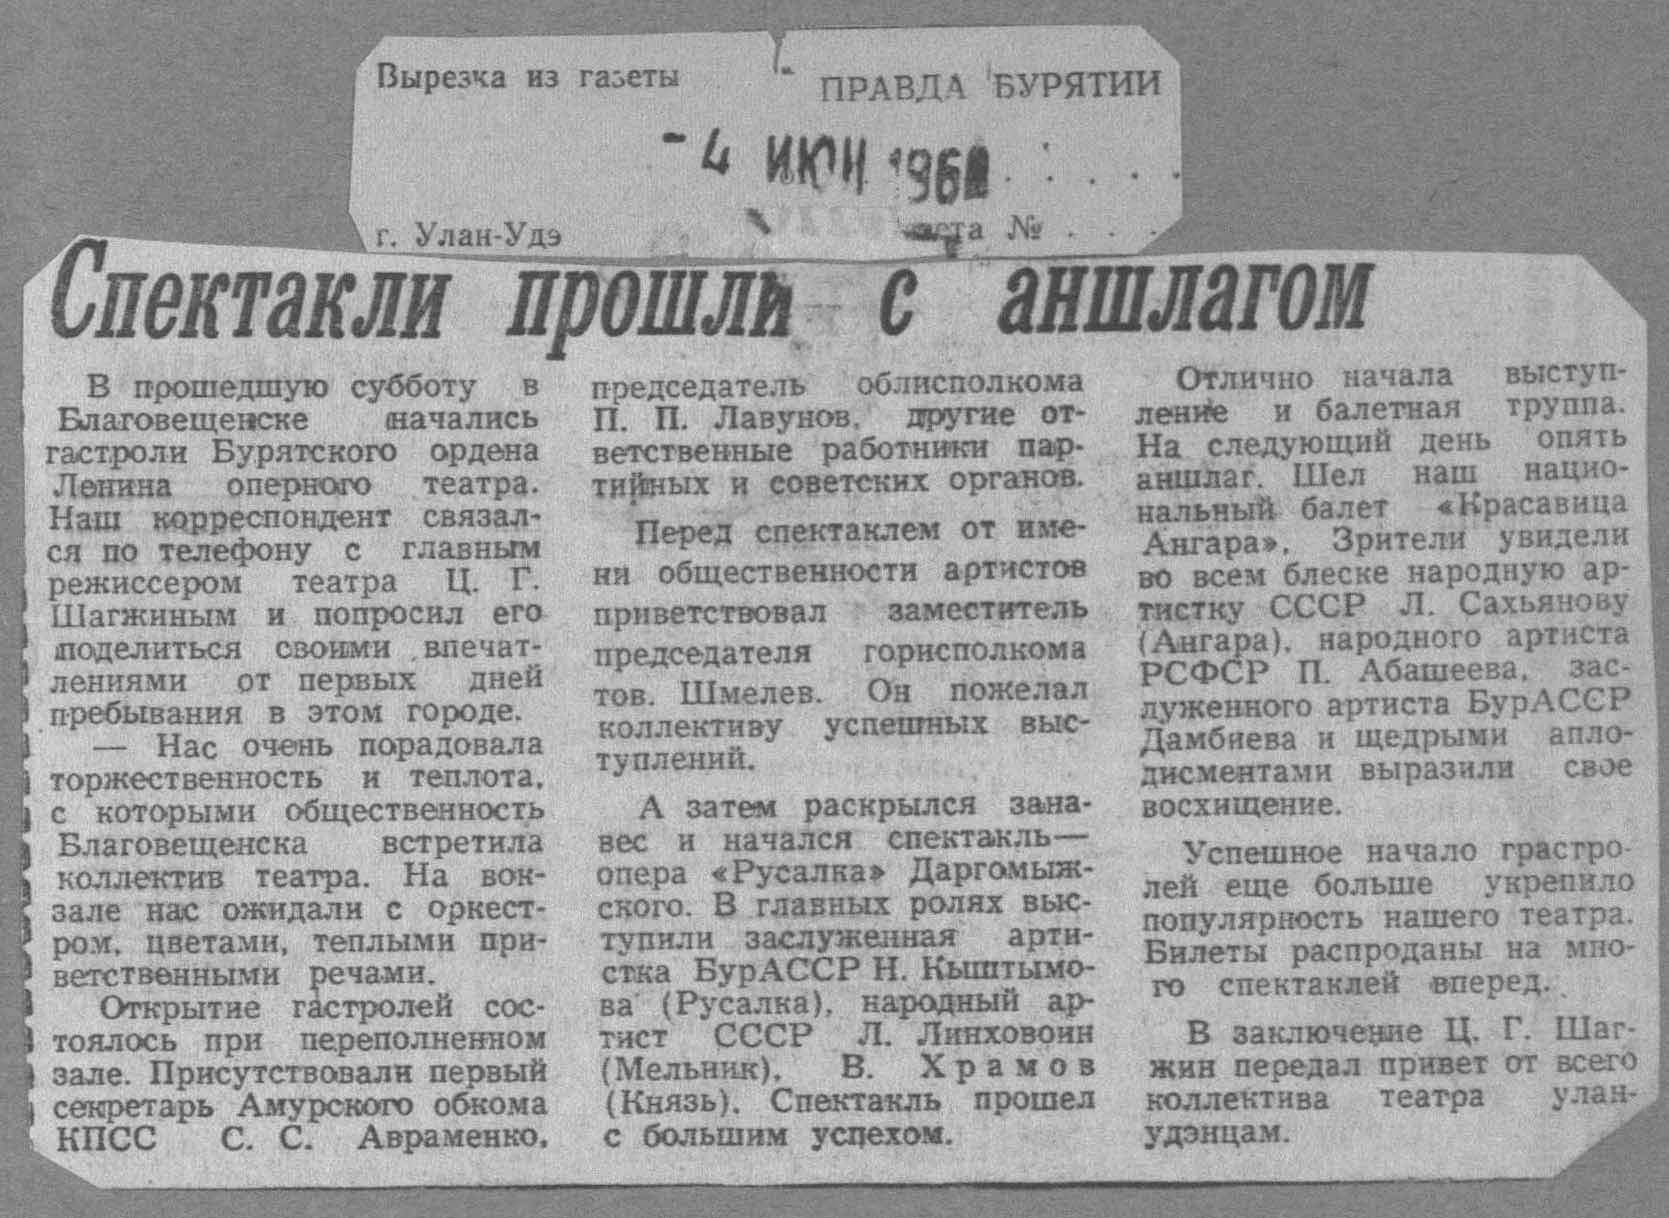 Вырезка из газеты
ПРАВДА БУРЯТИИ
- 4 ИЮН
г. Улан-Удэ
№ . . .
Спектакли прошли с аншлагом
В прошедшую субботу в
Благовещенске начались
гастроли Бурятского ордена
Ленина оперного театра.
Наш корреспондент связал-
ся по телефону с главным
режиссером театра Ц. Г.
Шагжиным и попросил его
поделиться своими впечат-
лениями от первых дней
пребывания в этом городе.
— Нас очень порадовала
торжественность и теплота,
с которыми общественность
Благовещенска встретила
коллектив театра. На вок-
зале нас ожидали с оркест-
ром, цветами, теплыми при-
ветственными речами.
Открытие гастролей сос-
тоялось при переполненном
зале. Присутствовали первый
секретарь Амурского обкома
КПСС С. С. Авраменко,
председатель облисполкома
П. П. Лавунов, другие от-
ветственные работники пар-
тийных и советских органов.
Перед спектаклем от име-
ни общественности артистов
приветствовал заместитель
председателя горисполкома
тов. Шмелев. Он пожелал
коллективу успешных выс-
туплений.
А затем раскрылся зана-
вес и начался спектакль—
опера «Русалка» Даргомыж-
ского. В главных ролях выс-
тупили заслуженная арти-
стка БурАССР Н. Кыштымо-
ва (Русалка), народный ар-
тист СССР Л. Линховоин
(Мельник), В. Храмов
(Князь). Спектакль прошел
с большим успехом.
Отлично начала выступ-
ление и балетная труппа.
На следующий день опять
аншлаг. Шел наш нацио-
нальный балет «Красавица
Ангара». Зрители увидели
во всем блеске народную ар-
тистку СССР Л. Сахьянову
(Ангара), народного артиста
РСФСР П. Абашеева, зас-
луженного артиста БурАССР
Дамбиева и щедрыми апло-
дисментами выразили свое
восхищение.
Успешное начало грастро-
лей еще больше укрепило
популярность нашего театра.
Билеты распроданы на мно-
го спектаклей вперед.
В заключение Ц. Г. Шаг-
жин передал привет от всего
коллектива театра улан-
удэнцам.